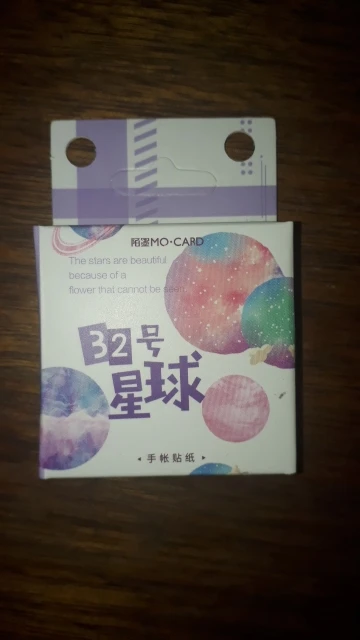 陌墨MO·CARD
The stars are beautiful
because of a
flower that cannot be seen
32号
星球
手帐贴纸